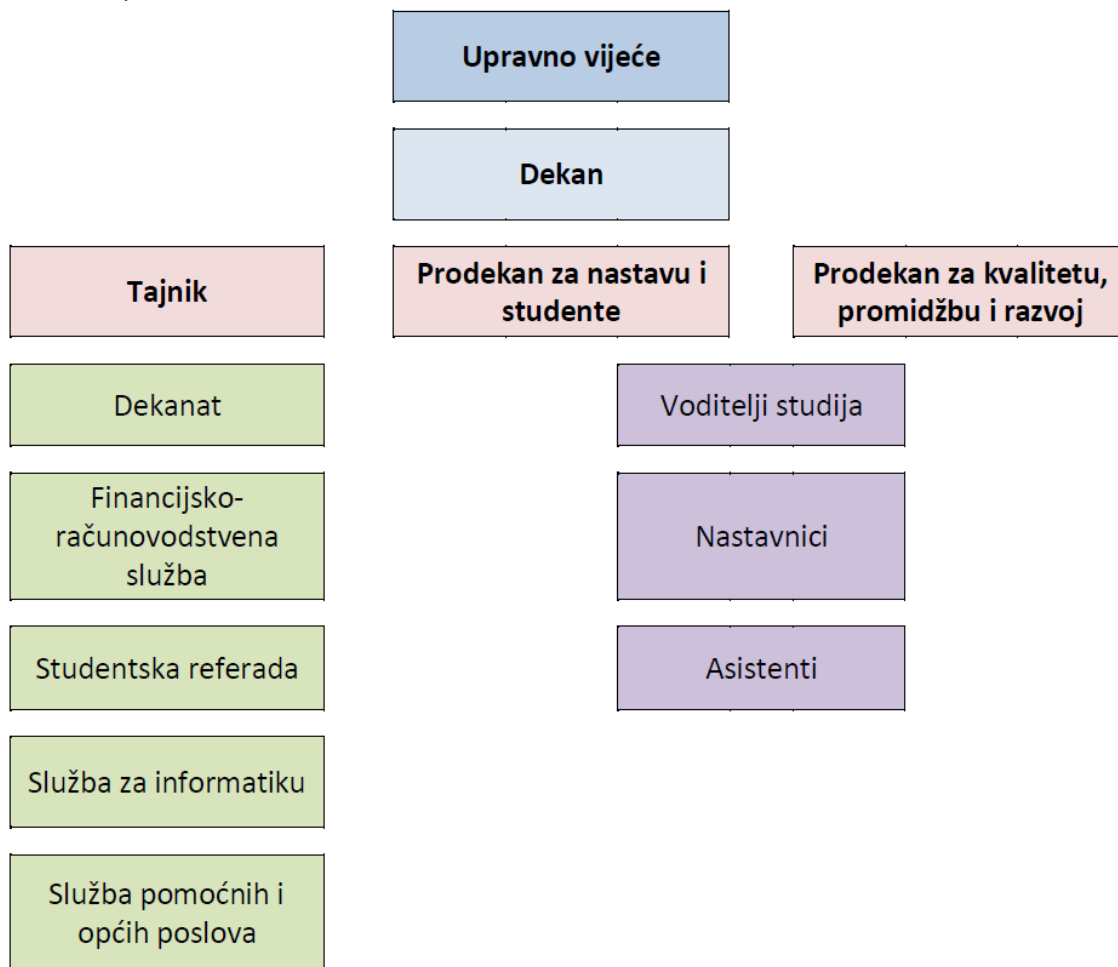 Upravno vijeće
Dekan
Tajnik
Prodekan za nastavu i
studente
Prodekan za kvalitetu,
promidžbu i razvoj
Dekanat
Voditelji studija
Financijsko-
računovodstvena
služba
Nastavnici
Studentska referada
Asistenti
Služba za informatiku
Služba pomoćnih i
općih poslova